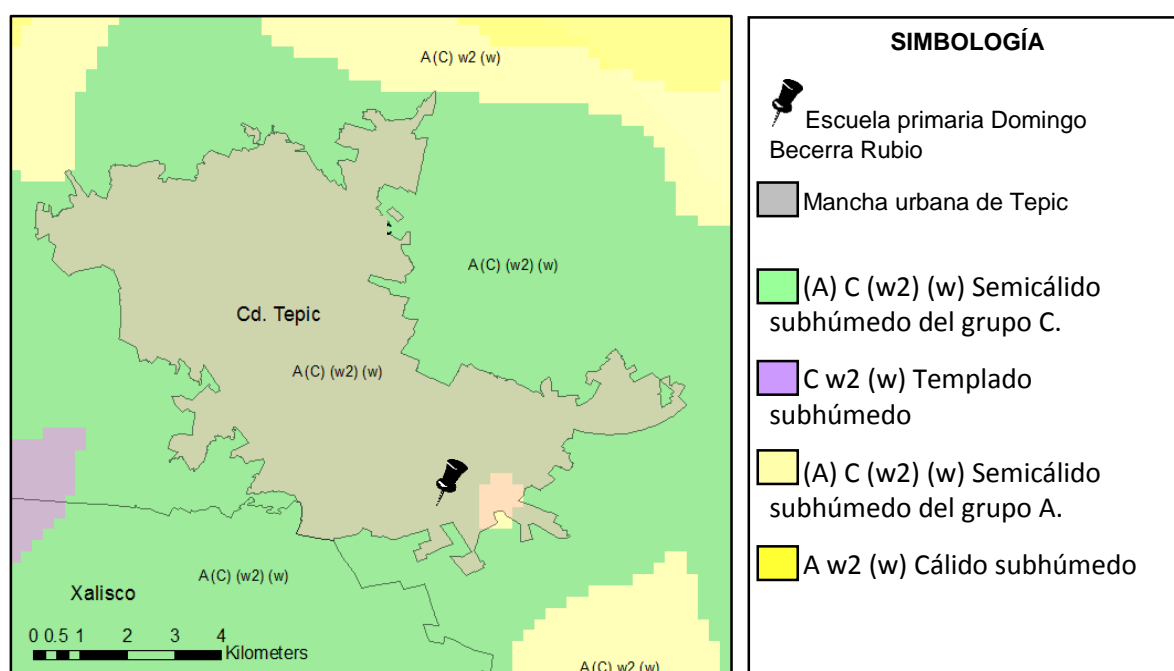 A(C) w2 (w)
A(C) (w2) (w)
Cd. Tepic
A(C) (w2) (w)
A(C) (w2) (w)
Xalisco
0 0.5 1 2 3 4
Kilometers
A(C) w2 (w)
SIMBOLOGÍA
Escuela primaria Domingo
Becerra Rubio
Mancha urbana de Tepic
(A) C (w2) (w) Semicálido
subhúmedo del grupo C.
C w2 (w) Templado
subhúmedo
(A) C (w2) (w) Semicálido
subhúmedo del grupo A.
A w2 (w) Cálido subhúmedo